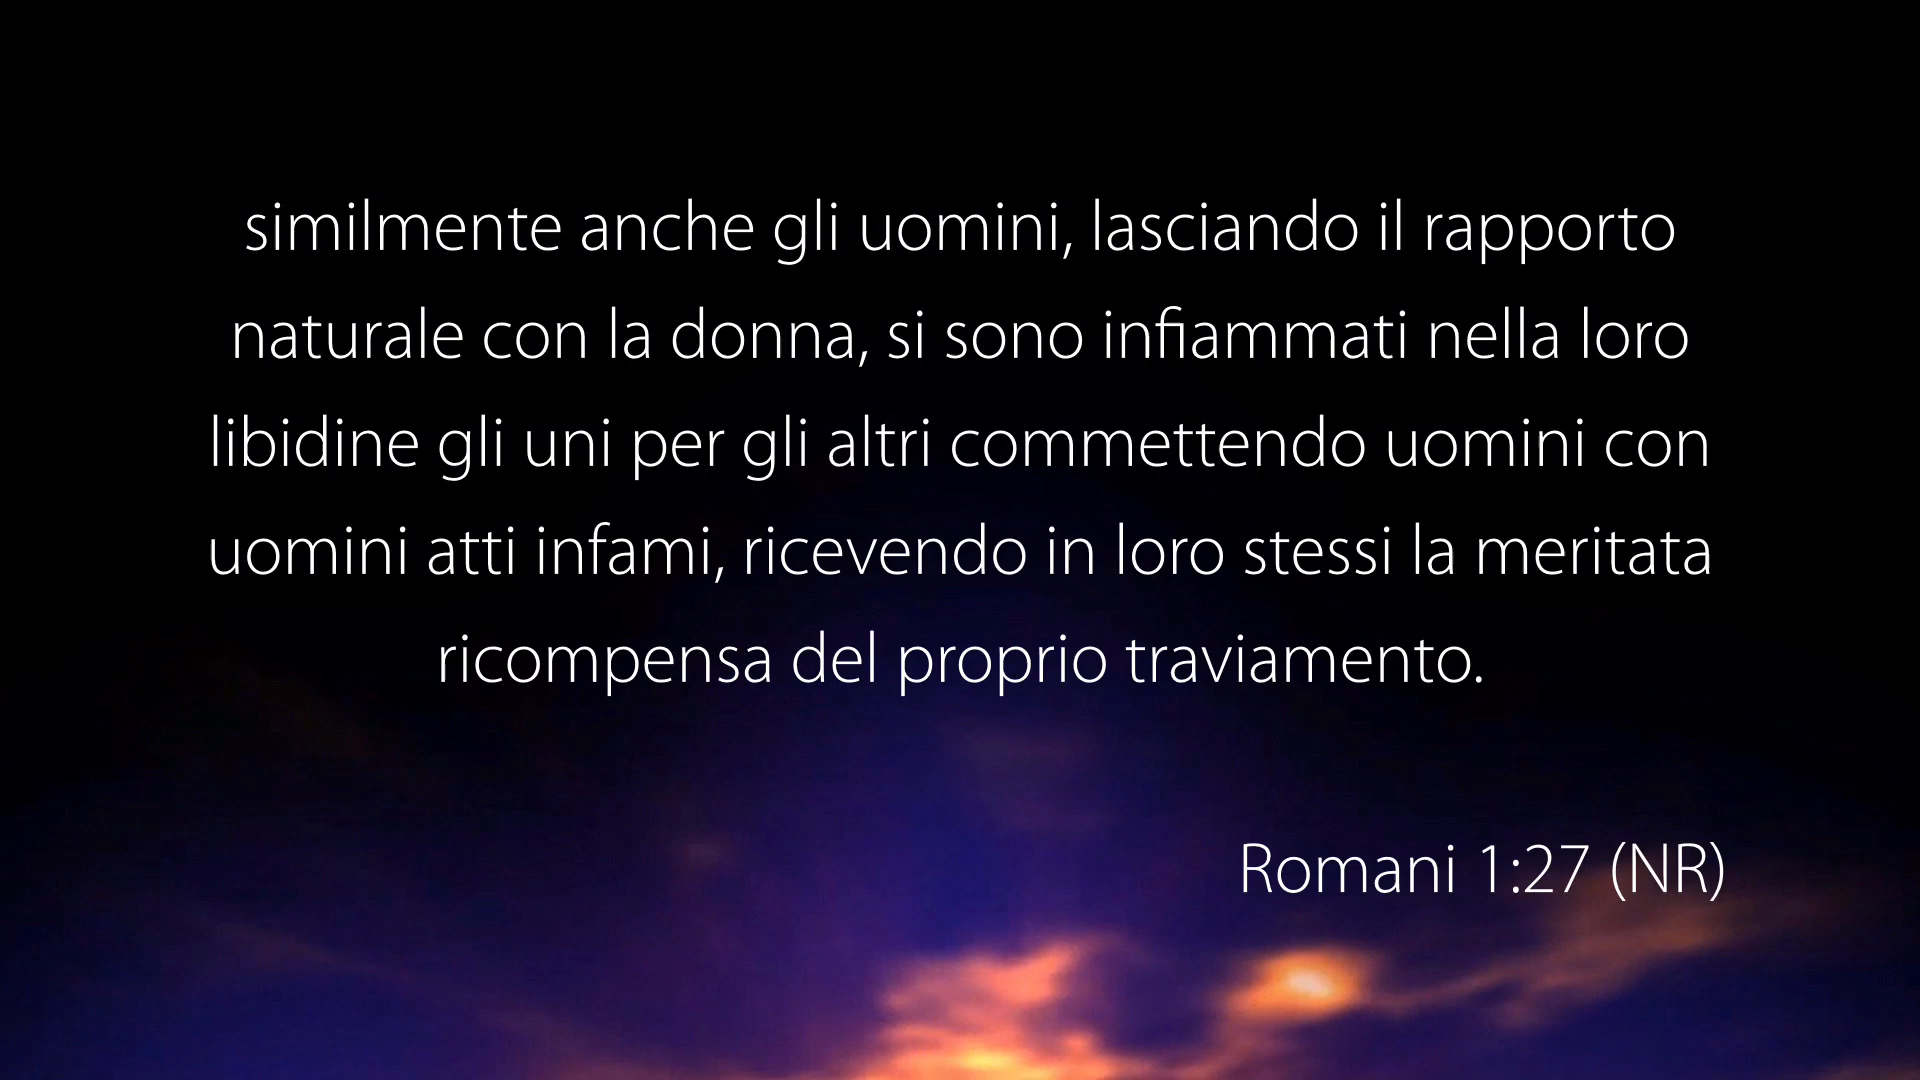 similmente anche gli uomini, lasciando il rapporto
naturale con la donna, si sono infiammati nella loro
libidine gli uni per gli altri commettendo uomini con
uomini atti infami, ricevendo in loro stessi la meritata
ricompensa del proprio traviamento.
Romani 1:27 (NR)